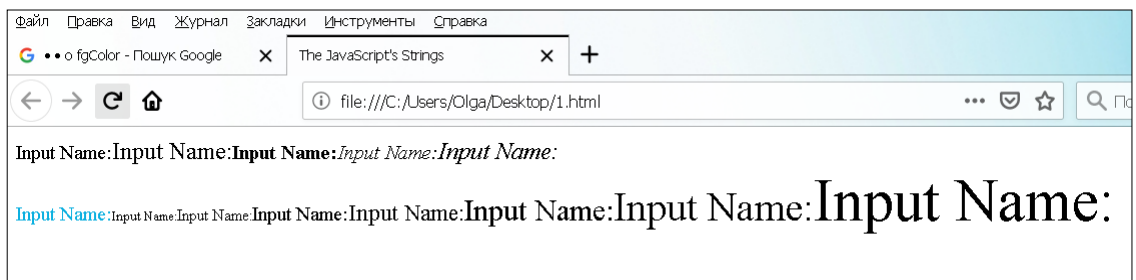 Файл Правка Вид Журнал Закладки Инструменты Справка
•• о fgColor - Пошук Google The JavaScript's Strings
file:///C:/Users/Olga/Desktop/1.html
Input Name:Input Name:Input Name:Input Name:Input Name:
Input Name:Input Name:Input Name:Input Name:Input Name:Input Name:Input Name:Input Name: